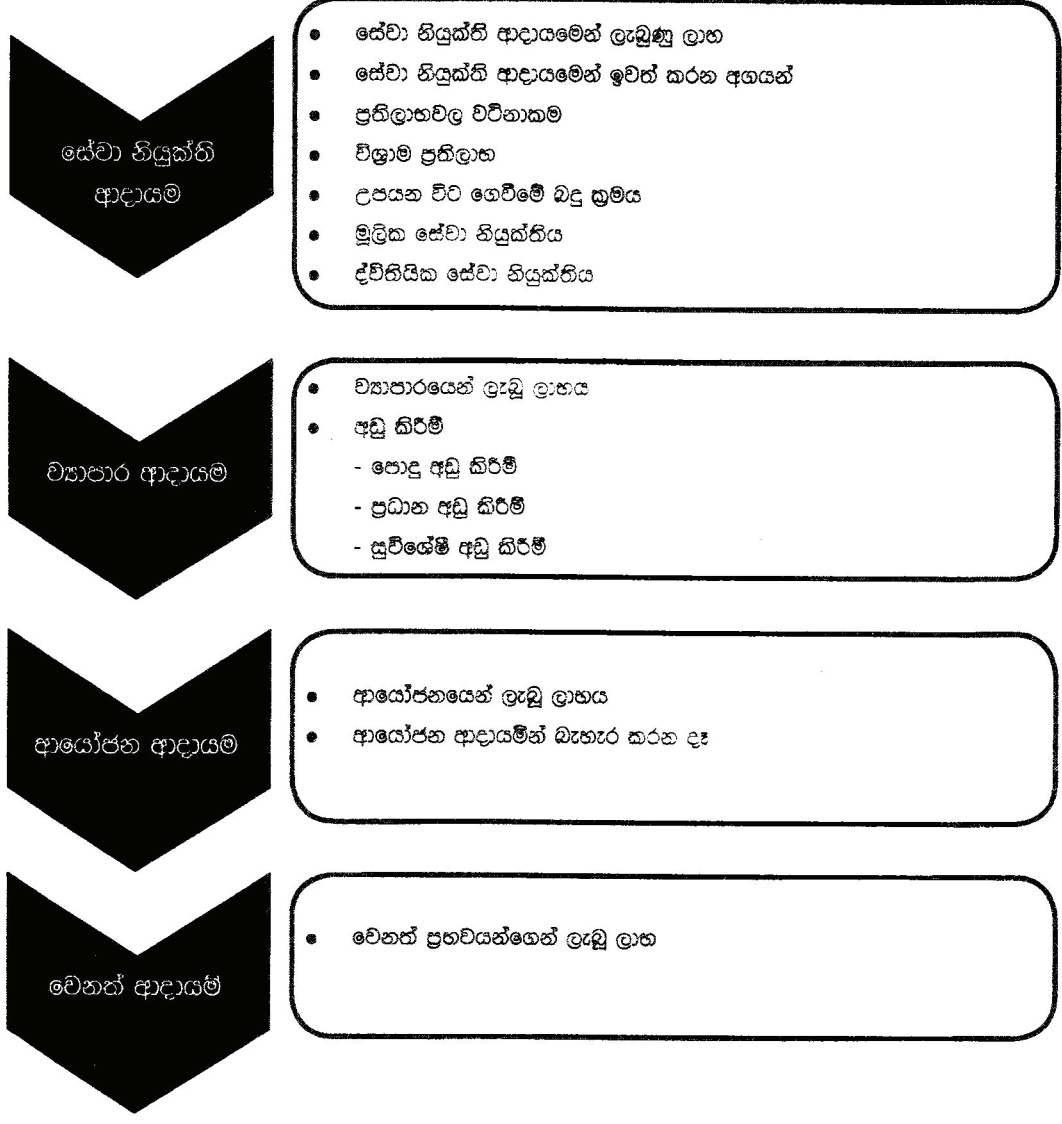 සේවා නියුක්ති
ආදායම
● සේවා නියුක්ති ආදායමෙන් ලැබුණු ලාභ
● සේවා නියුක්ති ආදායමෙන් ඉවත් කරන අගයන්
● ප්‍රතිලාභවල වටිනාකම
● විශ්‍රාම ප්‍රතිලාභ
● උපයන විට ගෙවීමේ බදු ක්‍රමය
● මූලික සේවා නියුක්තිය
● ද්විතියික සේවා නියුක්තිය
ව්‍යාපාර ආදායම
● ව්‍යාපාරයෙන් ලැබූ ලාභය
● අඩු කිරීම්
- පොදු අඩු කිරීම්
- ප්‍රධාන අඩු කිරීම්
- සුවිශේෂී අඩු කිරීම්
ආයෝජන ආදායම
● ආයෝජනයෙන් ලැබූ ලාභය
● ආයෝජන ආදායමින් බැහැර කරන දෑ
වෙනත් ආදායම්
● වෙනත් ප්‍රභවයන්ගෙන් ලැබූ ලාභ